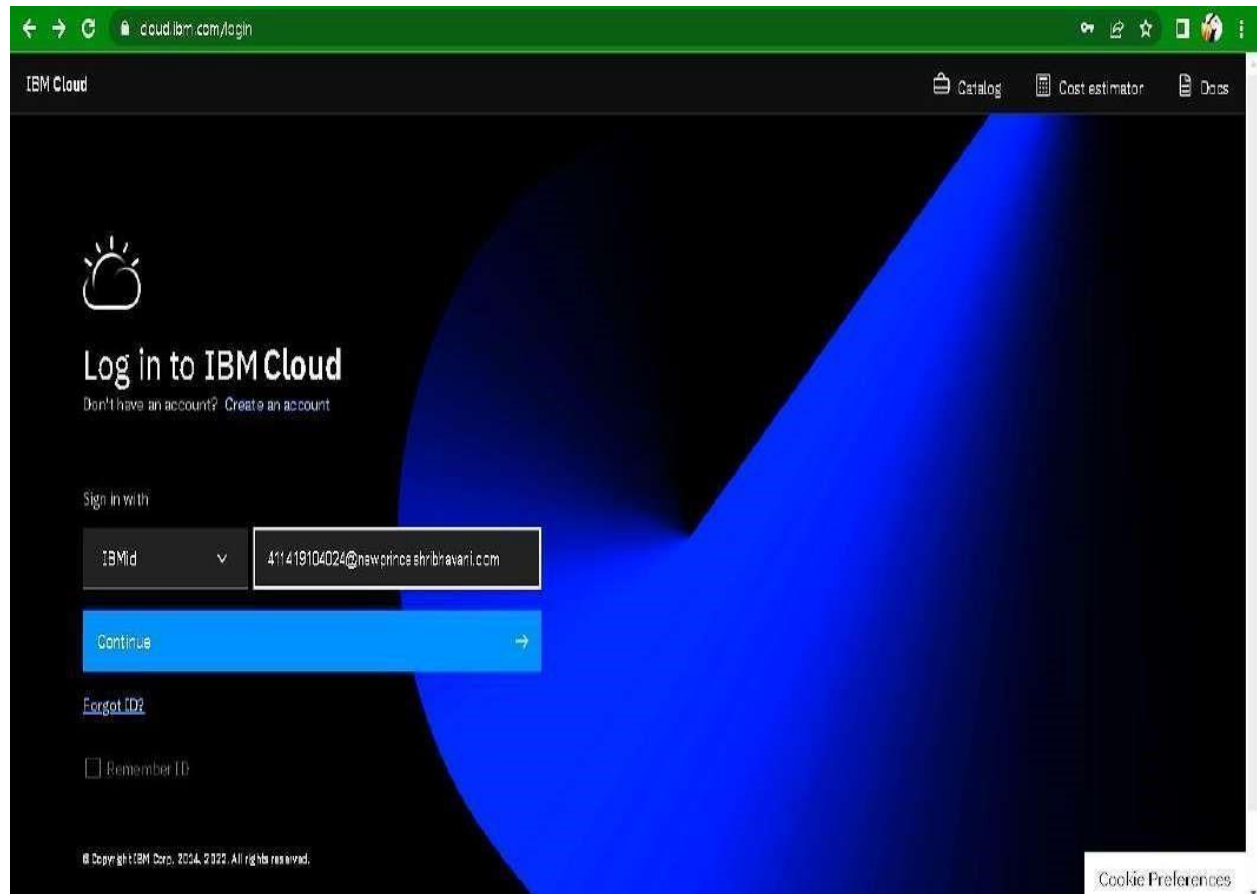 cloud.ibm.com/login
IBM Cloud
Catalog
Cost estimator
Docs
Log in to IBM Cloud
Don't have an account? Create an account
Sign in with
IBMid
411419104024@newprinceshribhavani.com
Continue
Forgot ID?
Remember ID
© Copyright IBM Corp. 2014, 2022. All rights reserved.
Cookie Preferences